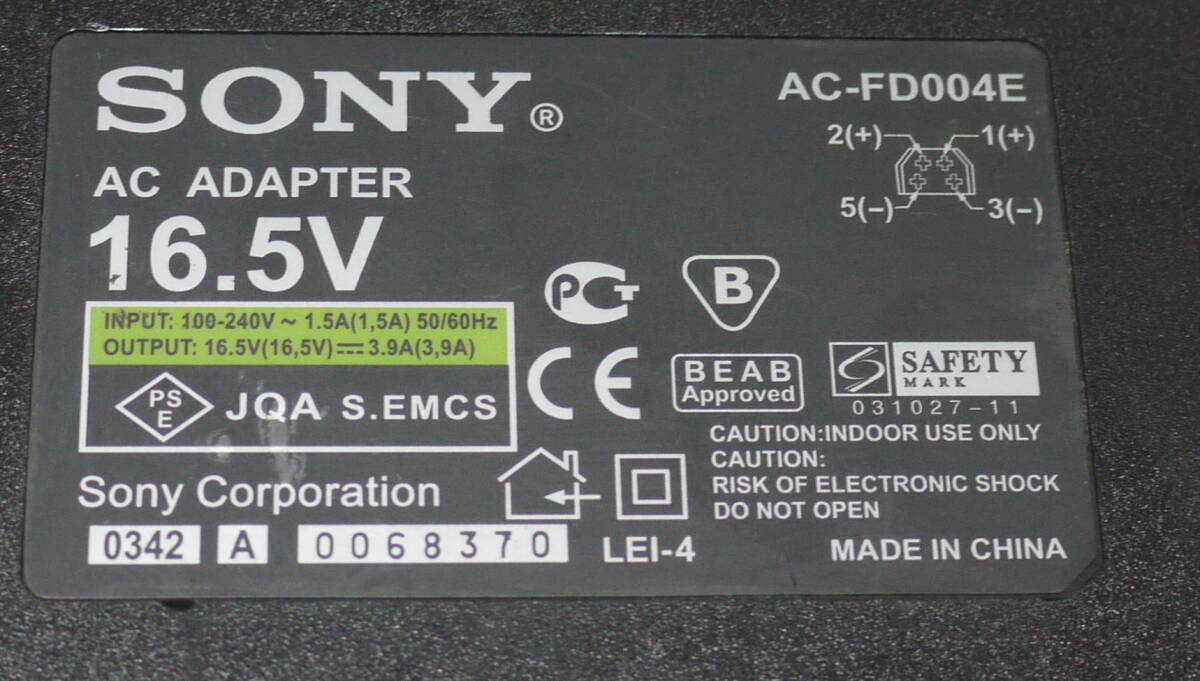 SONY®
AC-FD004E
2(+) 1(+)
5(−) 3(−)
AC ADAPTER
16.5V
INPUT: 100-240V ~ 1.5A(1,5A) 50/60Hz
OUTPUT: 16.5V(16,5V)⎓3.9A(3,9A)
PS
E
JQA S.EMCS
PCT
B
CE
BEAB
Approved
SAFETY
MARK
031027-11
CAUTION:INDOOR USE ONLY
CAUTION:
RISK OF ELECTRONIC SHOCK
DO NOT OPEN
Sony Corporation
0342 A 0068370
LEI-4
MADE IN CHINA